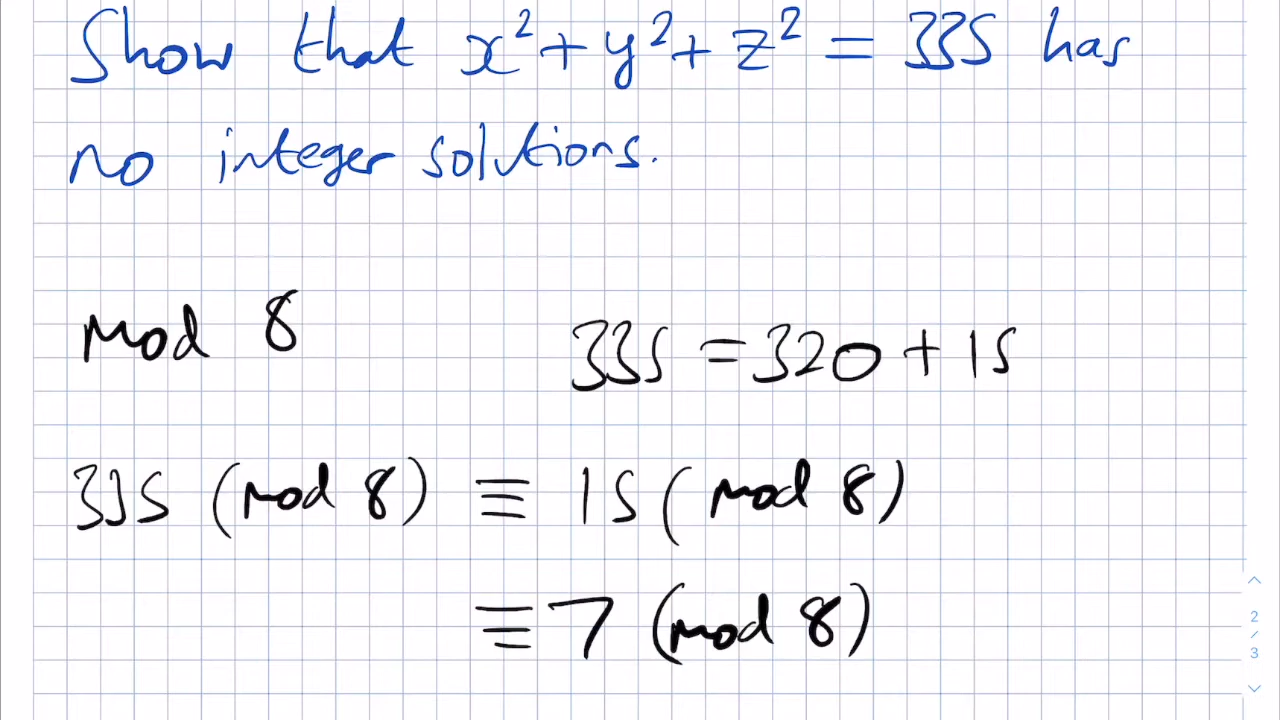 Show that x² + y² + z² = 335 has
no integer solutions.
mod 8
335 = 320 + 15
335 (mod 8) ≡ 15 (mod 8)
≡ 7 (mod 8)
2
/
3